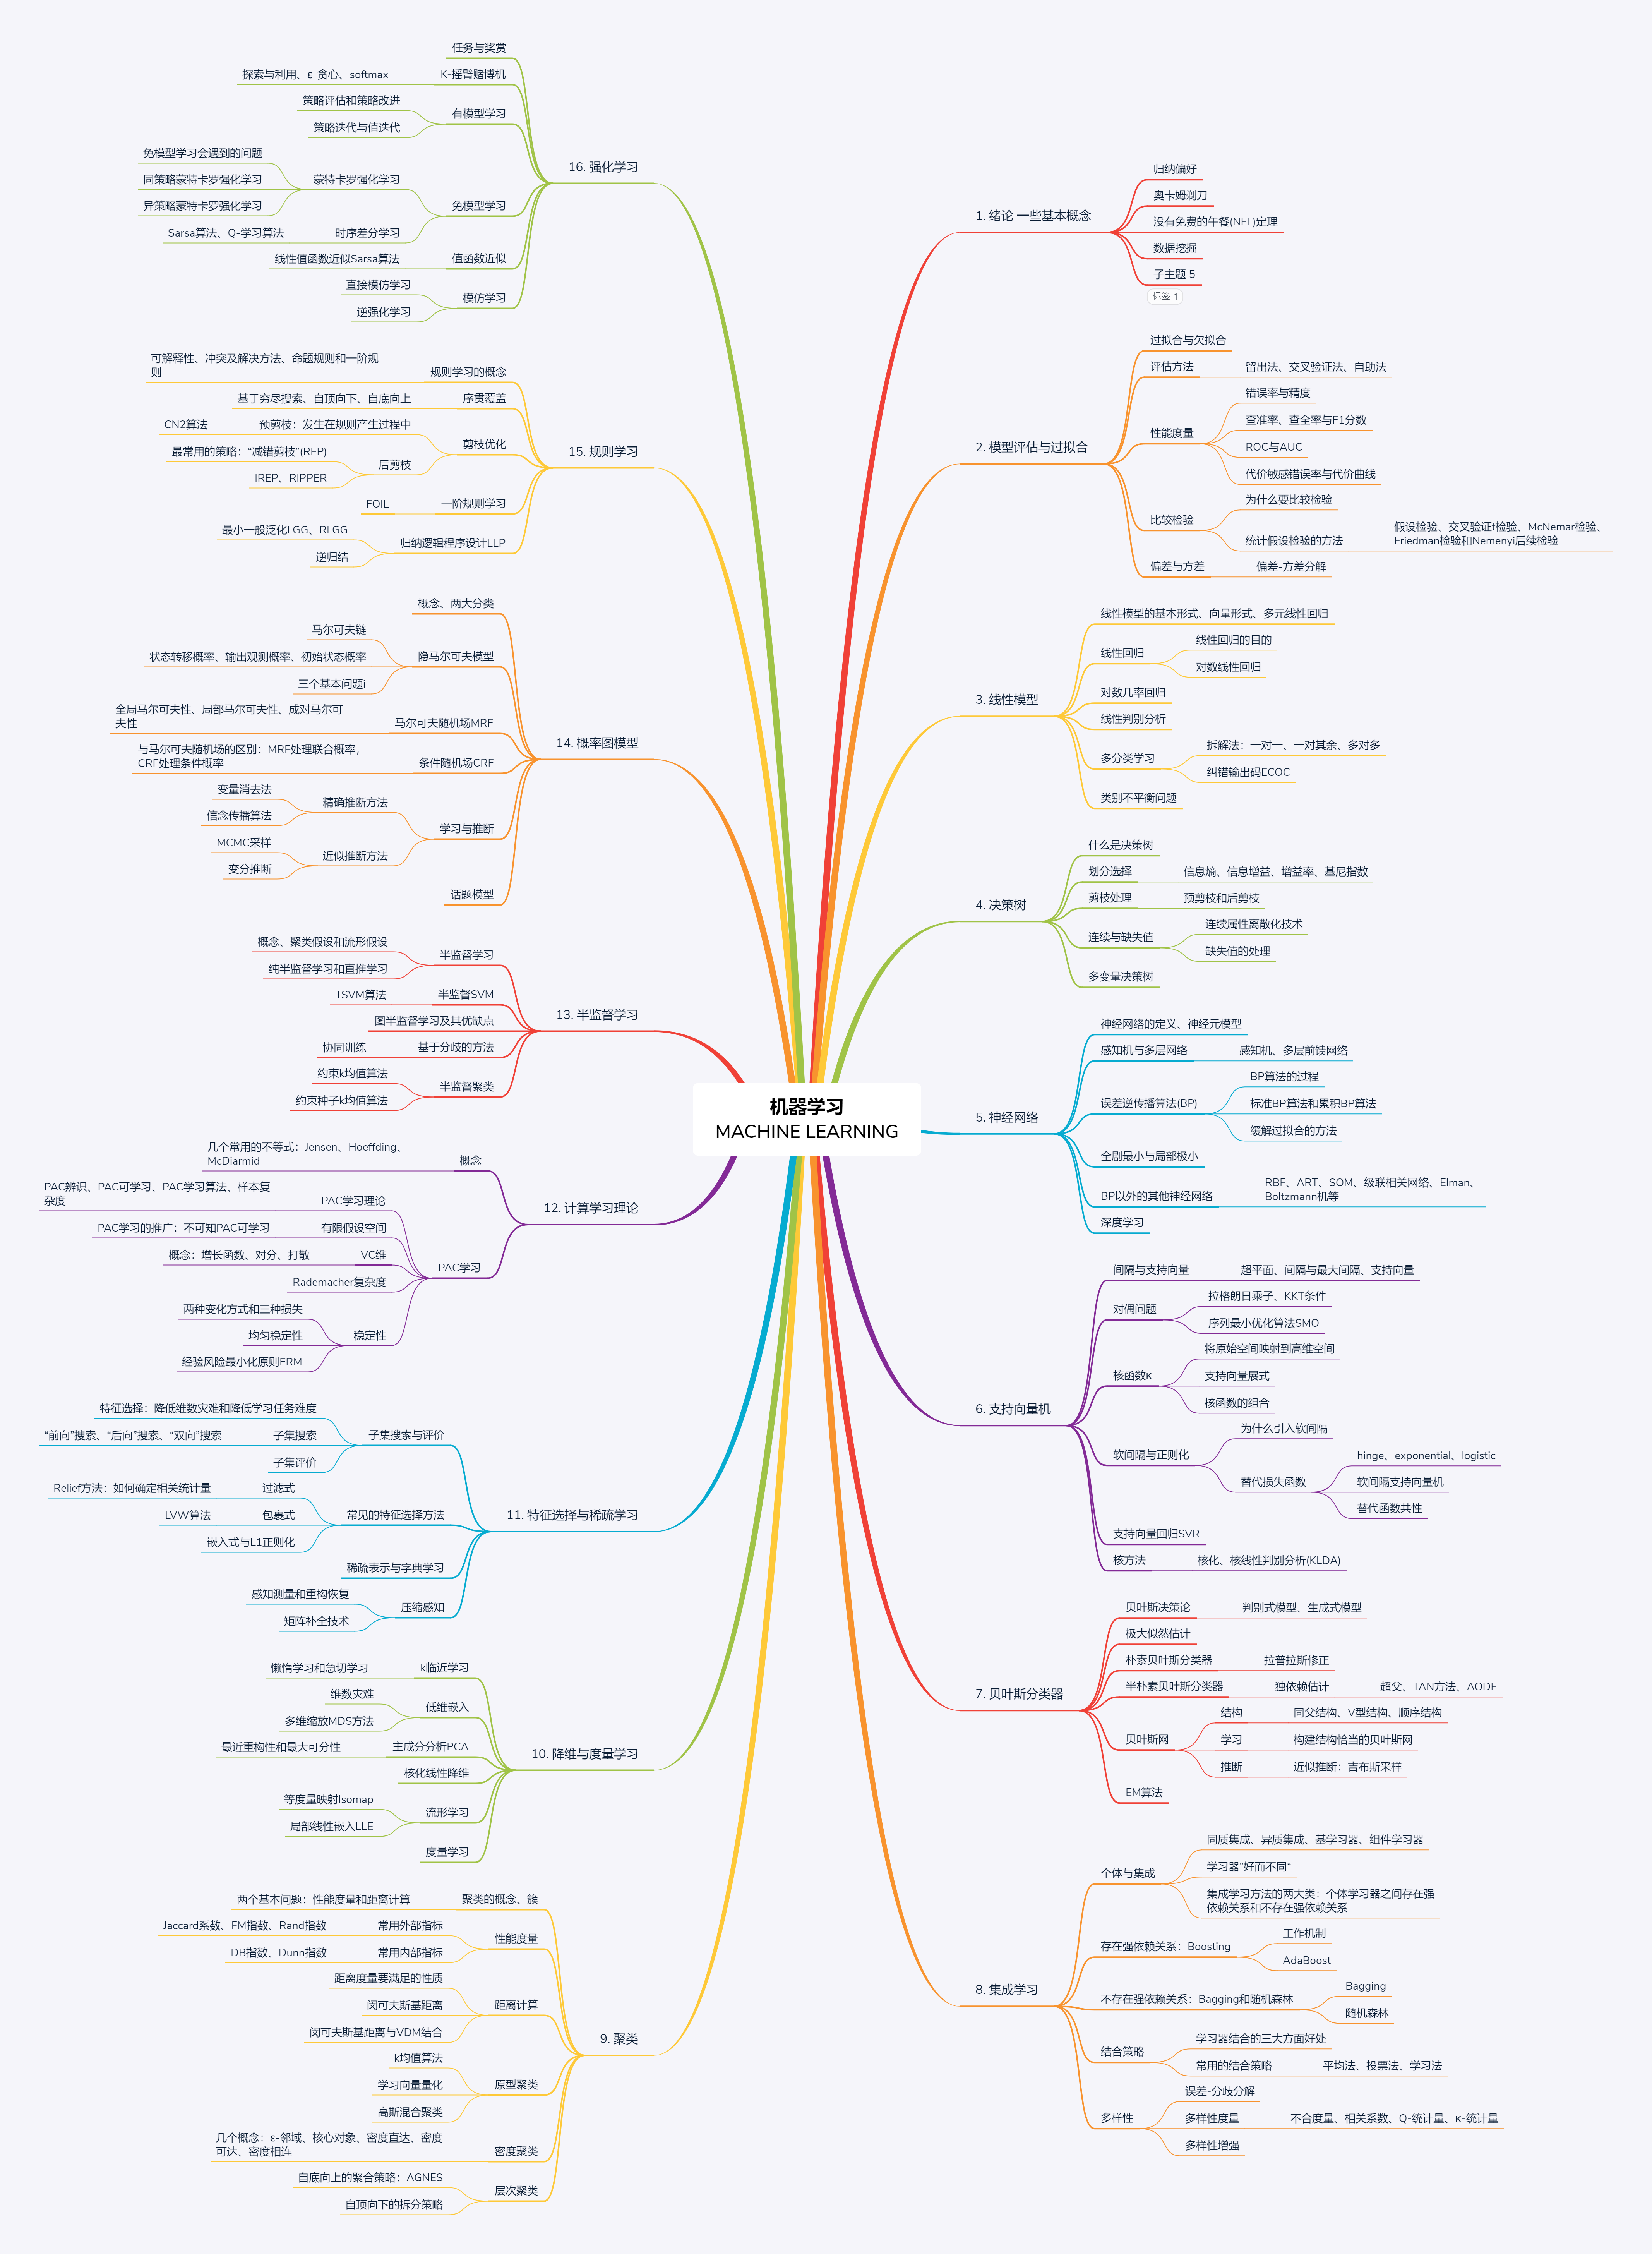 机器学习
MACHINE LEARNING
1. 绪论 一些基本概念
归纳偏好
奥卡姆剃刀
没有免费的午餐(NFL)定理
数据挖掘
子主题 5
标签 1
2. 模型评估与过拟合
过拟合与欠拟合
评估方法
留出法、交叉验证法、自助法
性能度量
错误率与精度
查准率、查全率与F1分数
ROC与AUC
代价敏感错误率与代价曲线
比较检验
为什么要比较检验
统计假设检验的方法
假设检验、交叉验证t检验、McNemar检验、
Friedman检验和Nemenyi后续检验
偏差与方差
偏差-方差分解
3. 线性模型
线性模型的基本形式、向量形式、多元线性回归
线性回归
线性回归的目的
对数线性回归
对数几率回归
线性判别分析
多分类学习
拆解法：一对一、一对其余、多对多
纠错输出码ECOC
类别不平衡问题
4. 决策树
什么是决策树
划分选择
信息熵、信息增益、增益率、基尼指数
剪枝处理
预剪枝和后剪枝
连续与缺失值
连续属性离散化技术
缺失值的处理
多变量决策树
5. 神经网络
神经网络的定义、神经元模型
感知机与多层网络
感知机、多层前馈网络
误差逆传播算法(BP)
BP算法的过程
标准BP算法和累积BP算法
缓解过拟合的方法
全剧最小与局部极小
BP以外的其他神经网络
RBF、ART、SOM、级联相关网络、Elman、
Boltzmann机等
深度学习
6. 支持向量机
间隔与支持向量
超平面、间隔与最大间隔、支持向量
对偶问题
拉格朗日乘子、KKT条件
序列最小优化算法SMO
核函数κ
将原始空间映射到高维空间
支持向量展式
核函数的组合
软间隔与正则化
为什么引入软间隔
替代损失函数
hinge、exponential、logistic
软间隔支持向量机
替代函数共性
支持向量回归SVR
核方法
核化、核线性判别分析(KLDA)
7. 贝叶斯分类器
贝叶斯决策论
判别式模型、生成式模型
极大似然估计
朴素贝叶斯分类器
拉普拉斯修正
半朴素贝叶斯分类器
独依赖估计
超父、TAN方法、AODE
贝叶斯网
结构
同父结构、V型结构、顺序结构
学习
构建结构恰当的贝叶斯网
推断
近似推断：吉布斯采样
EM算法
8. 集成学习
个体与集成
同质集成、异质集成、基学习器、组件学习器
学习器”好而不同“
集成学习方法的两大类：个体学习器之间存在强
依赖关系和不存在强依赖关系
存在强依赖关系：Boosting
工作机制
AdaBoost
不存在强依赖关系：Bagging和随机森林
Bagging
随机森林
结合策略
学习器结合的三大方面好处
常用的结合策略
平均法、投票法、学习法
多样性
误差-分歧分解
多样性度量
不合度量、相关系数、Q-统计量、κ-统计量
多样性增强
16. 强化学习
任务与奖赏
K-摇臂赌博机
探索与利用、ε-贪心、softmax
有模型学习
策略评估和策略改进
策略迭代与值迭代
免模型学习
蒙特卡罗强化学习
免模型学习会遇到的问题
同策略蒙特卡罗强化学习
异策略蒙特卡罗强化学习
时序差分学习
Sarsa算法、Q-学习算法
值函数近似
线性值函数近似Sarsa算法
模仿学习
直接模仿学习
逆强化学习
15. 规则学习
规则学习的概念
可解释性、冲突及解决方法、命题规则和一阶规
则
序贯覆盖
基于穷尽搜索、自顶向下、自底向上
剪枝优化
预剪枝：发生在规则产生过程中
CN2算法
后剪枝
最常用的策略：“减错剪枝”(REP)
IREP、RIPPER
一阶规则学习
FOIL
归纳逻辑程序设计LLP
最小一般泛化LGG、RLGG
逆归结
14. 概率图模型
概念、两大分类
隐马尔可夫模型
马尔可夫链
状态转移概率、输出观测概率、初始状态概率
三个基本问题i
马尔可夫随机场MRF
全局马尔可夫性、局部马尔可夫性、成对马尔可
夫性
条件随机场CRF
与马尔可夫随机场的区别：MRF处理联合概率，
CRF处理条件概率
学习与推断
精确推断方法
变量消去法
信念传播算法
近似推断方法
MCMC采样
变分推断
话题模型
13. 半监督学习
半监督学习
概念、聚类假设和流形假设
纯半监督学习和直推学习
半监督SVM
TSVM算法
图半监督学习及其优缺点
基于分歧的方法
协同训练
半监督聚类
约束k均值算法
约束种子k均值算法
12. 计算学习理论
概念
几个常用的不等式：Jensen、Hoeffding、
McDiarmid
PAC学习
PAC学习理论
PAC辨识、PAC可学习、PAC学习算法、样本复
杂度
有限假设空间
PAC学习的推广：不可知PAC可学习
VC维
概念：增长函数、对分、打散
Rademacher复杂度
稳定性
两种变化方式和三种损失
均匀稳定性
经验风险最小化原则ERM
11. 特征选择与稀疏学习
子集搜索与评价
特征选择：降低维数灾难和降低学习任务难度
子集搜索
“前向”搜索、“后向”搜索、“双向”搜索
子集评价
常见的特征选择方法
过滤式
Relief方法：如何确定相关统计量
包裹式
LVW算法
嵌入式与L1正则化
稀疏表示与字典学习
压缩感知
感知测量和重构恢复
矩阵补全技术
10. 降维与度量学习
k临近学习
懒惰学习和急切学习
低维嵌入
维数灾难
多维缩放MDS方法
主成分分析PCA
最近重构性和最大可分性
核化线性降维
流形学习
等度量映射Isomap
局部线性嵌入LLE
度量学习
9. 聚类
聚类的概念、簇
两个基本问题：性能度量和距离计算
性能度量
常用外部指标
Jaccard系数、FM指数、Rand指数
常用内部指标
DB指数、Dunn指数
距离计算
距离度量要满足的性质
闵可夫斯基距离
闵可夫斯基距离与VDM结合
原型聚类
k均值算法
学习向量量化
高斯混合聚类
密度聚类
几个概念：ε-邻域、核心对象、密度直达、密度
可达、密度相连
层次聚类
自底向上的聚合策略：AGNES
自顶向下的拆分策略